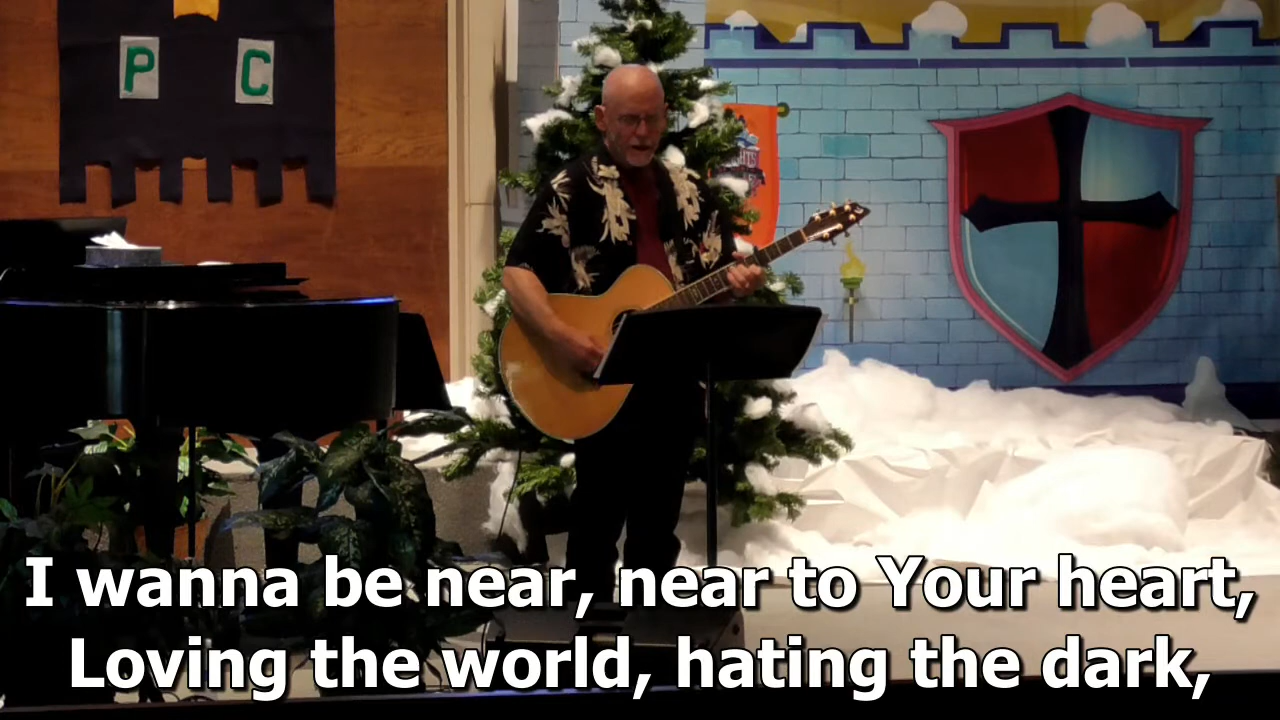 P C
I wanna be near, near to Your heart,
Loving the world, hating the dark,